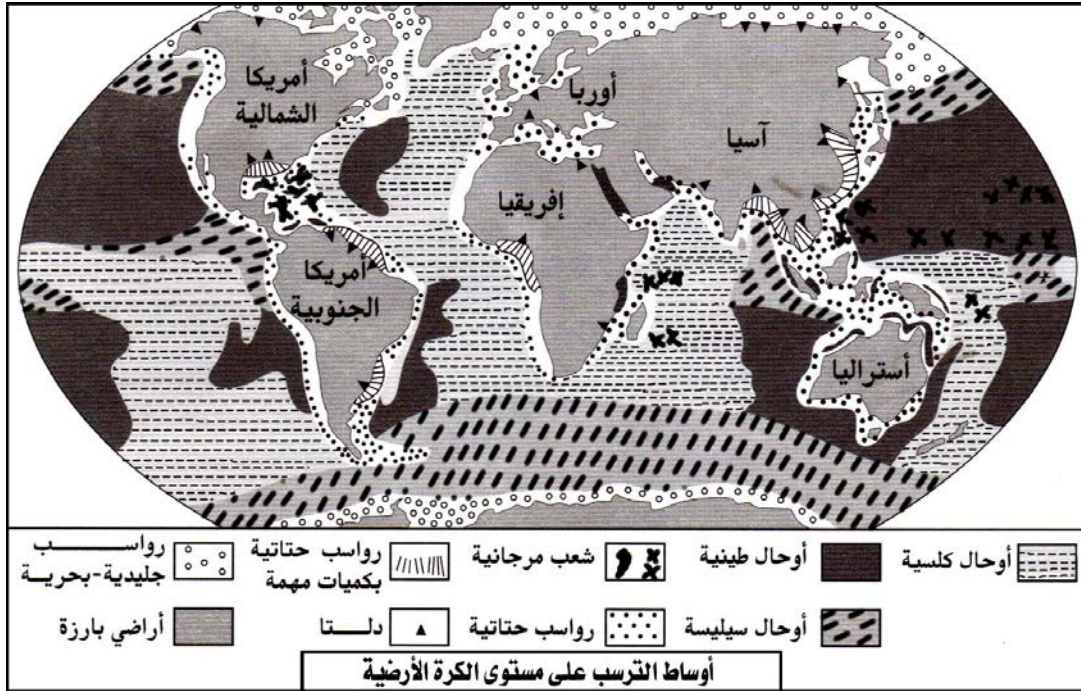 أمريكا
الشمالية
أوربا
آسيا
إفريقيا
أمريكا
الجنوبية
أستراليا
أوحال كلسية
أوحال طينية
شعب مرجانية
رواسب حتاتية
بكميات مهمة
رواسب
جليدية-بحرية
أوحال سيليسة
رواسب حتاتية
دلتا
أراضي بارزة
أوساط الترسب على مستوى الكرة الأرضية